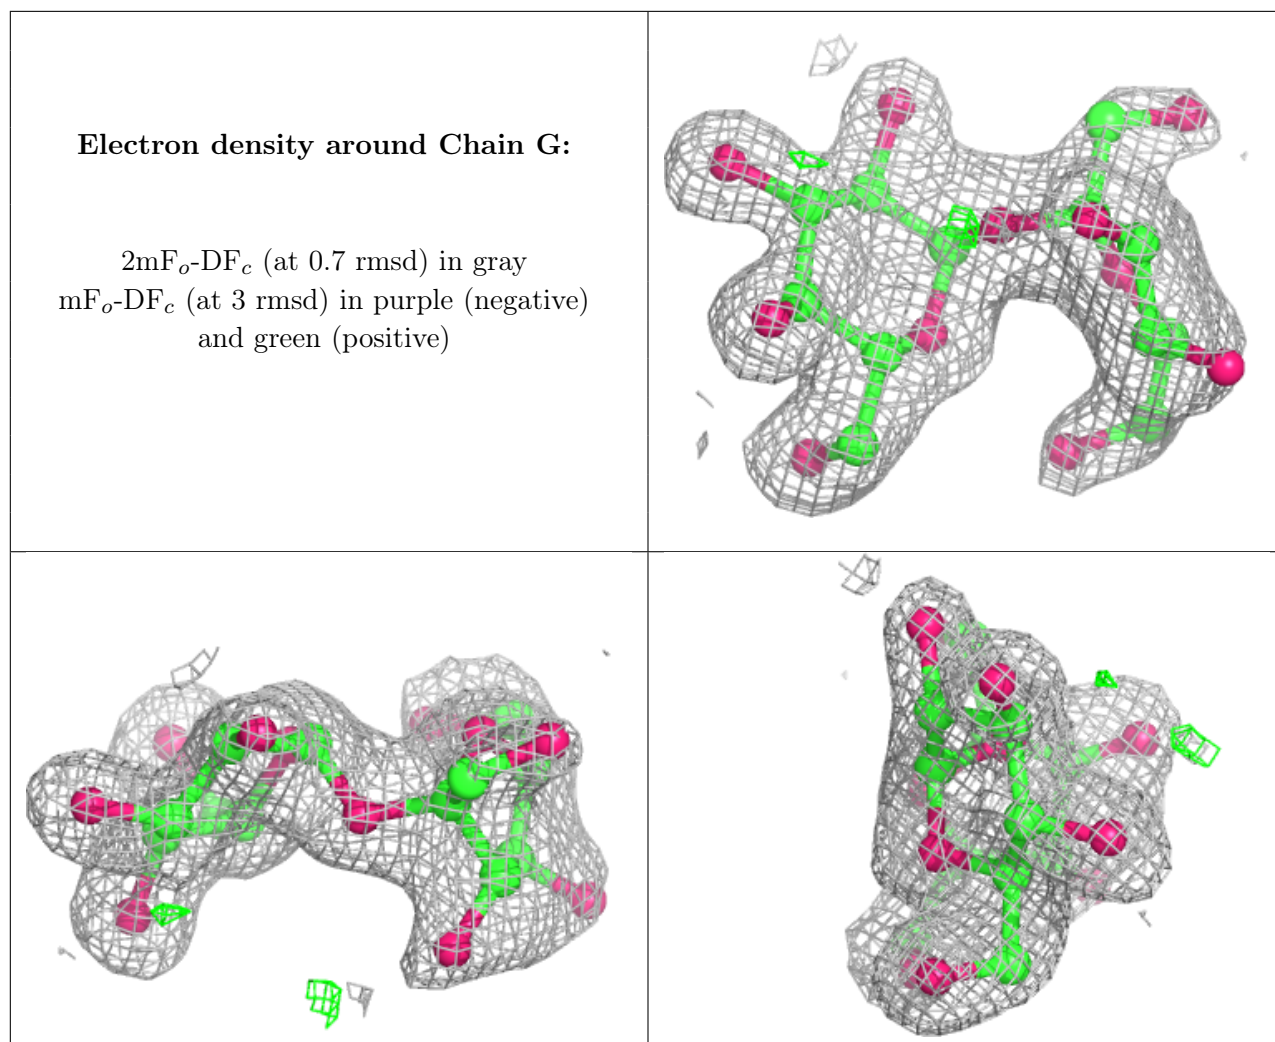 Electron density around Chain G:
2mFo-DFc (at 0.7 rmsd) in gray
mFo-DFc (at 3 rmsd) in purple (negative)
and green (positive)